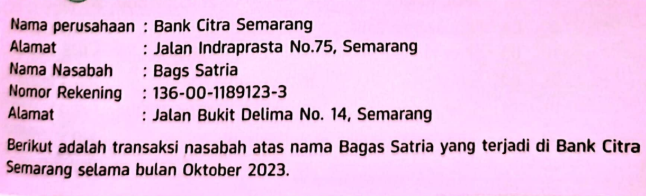 Nama perusahaan : Bank Citra Semarang
Alamat : Jalan Indraprasta No.75, Semarang
Nama Nasabah : Bags Satria
Nomor Rekening : 136-00-1189123-3
Alamat : Jalan Bukit Delima No. 14, Semarang
Berikut adalah transaksi nasabah atas nama Bagas Satria yang terjadi di Bank Citra
Semarang selama bulan Oktober 2023.